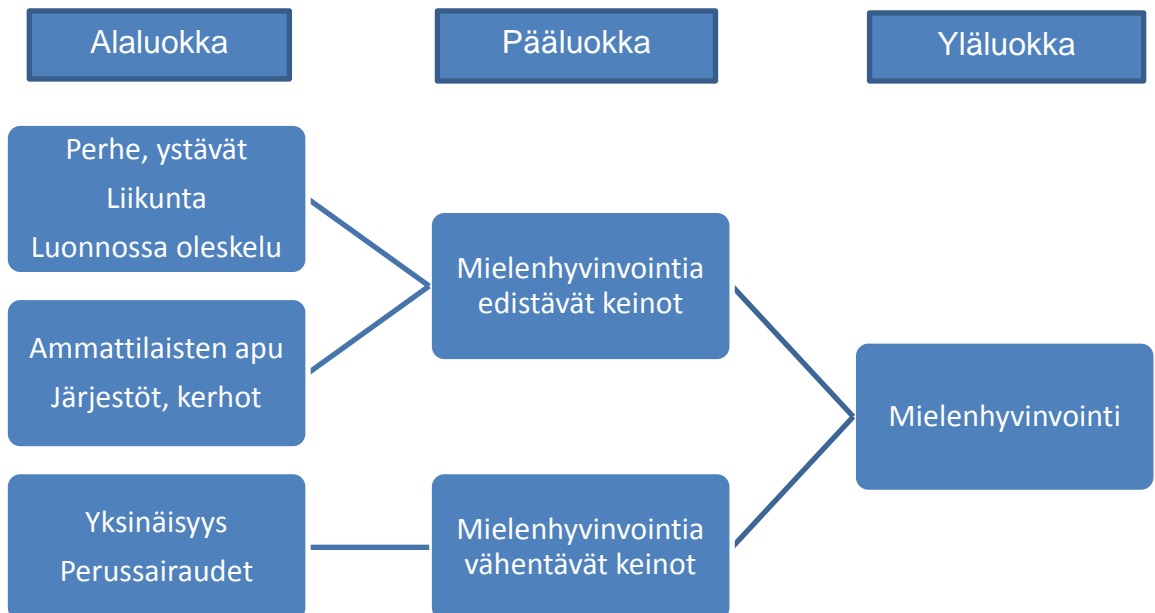 Alaluokka
Pääluokka
Yläluokka
Perhe, ystävät
Liikunta
Luonnossa oleskelu
Ammattilaisten apu
Järjestöt, kerhot
Yksinäisyys
Perussairaudet
Mielenhyvinvointia
edistävät keinot
Mielenhyvinvointia
vähentävät keinot
Mielenhyvinvointi